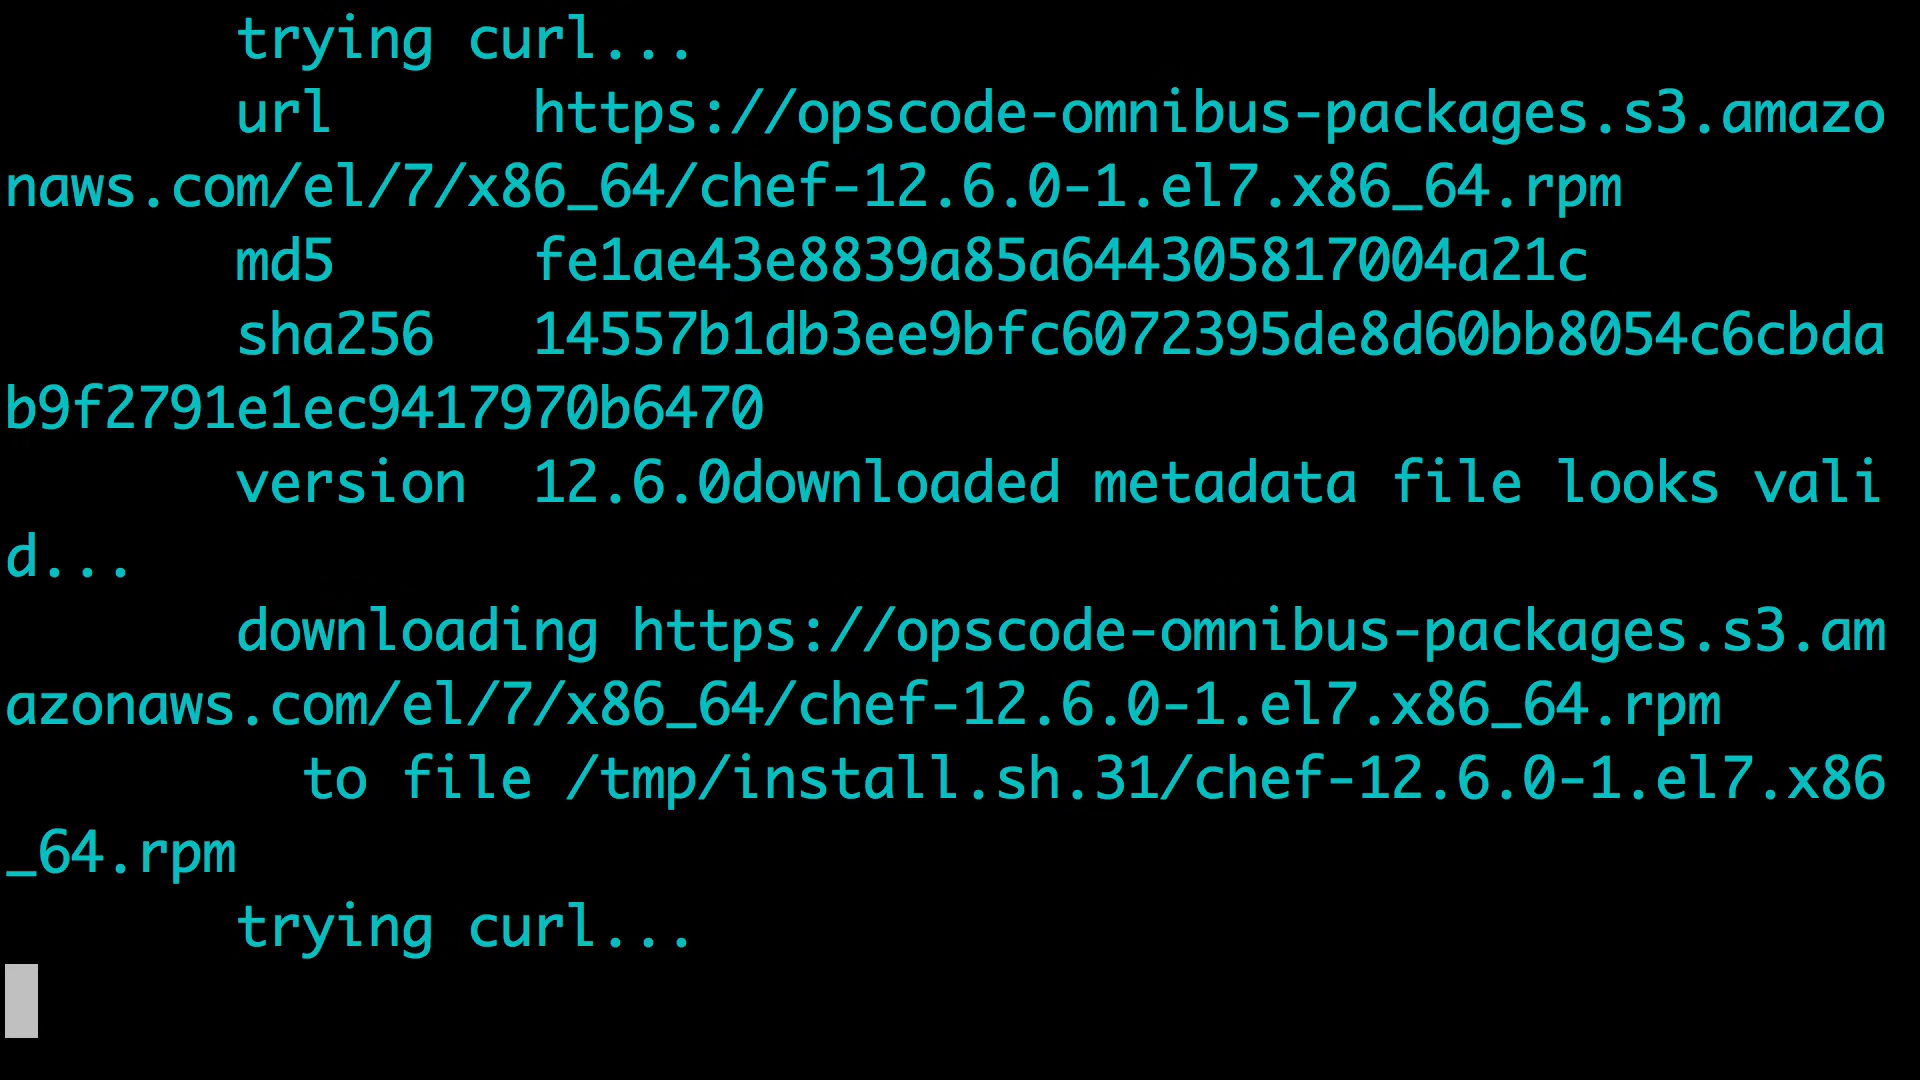 trying curl...
url      https://opscode-omnibus-packages.s3.amazo
naws.com/el/7/x86_64/chef-12.6.0-1.el7.x86_64.rpm
md5      fe1ae43e8839a85a644305817004a21c
sha256   14557b1db3ee9bfc6072395de8d60bb8054c6cbda
b9f2791e1ec9417970b6470
version  12.6.0downloaded metadata file looks vali
d...
downloading https://opscode-omnibus-packages.s3.am
azonaws.com/el/7/x86_64/chef-12.6.0-1.el7.x86_64.rpm
to file /tmp/install.sh.31/chef-12.6.0-1.el7.x86
_64.rpm
trying curl...